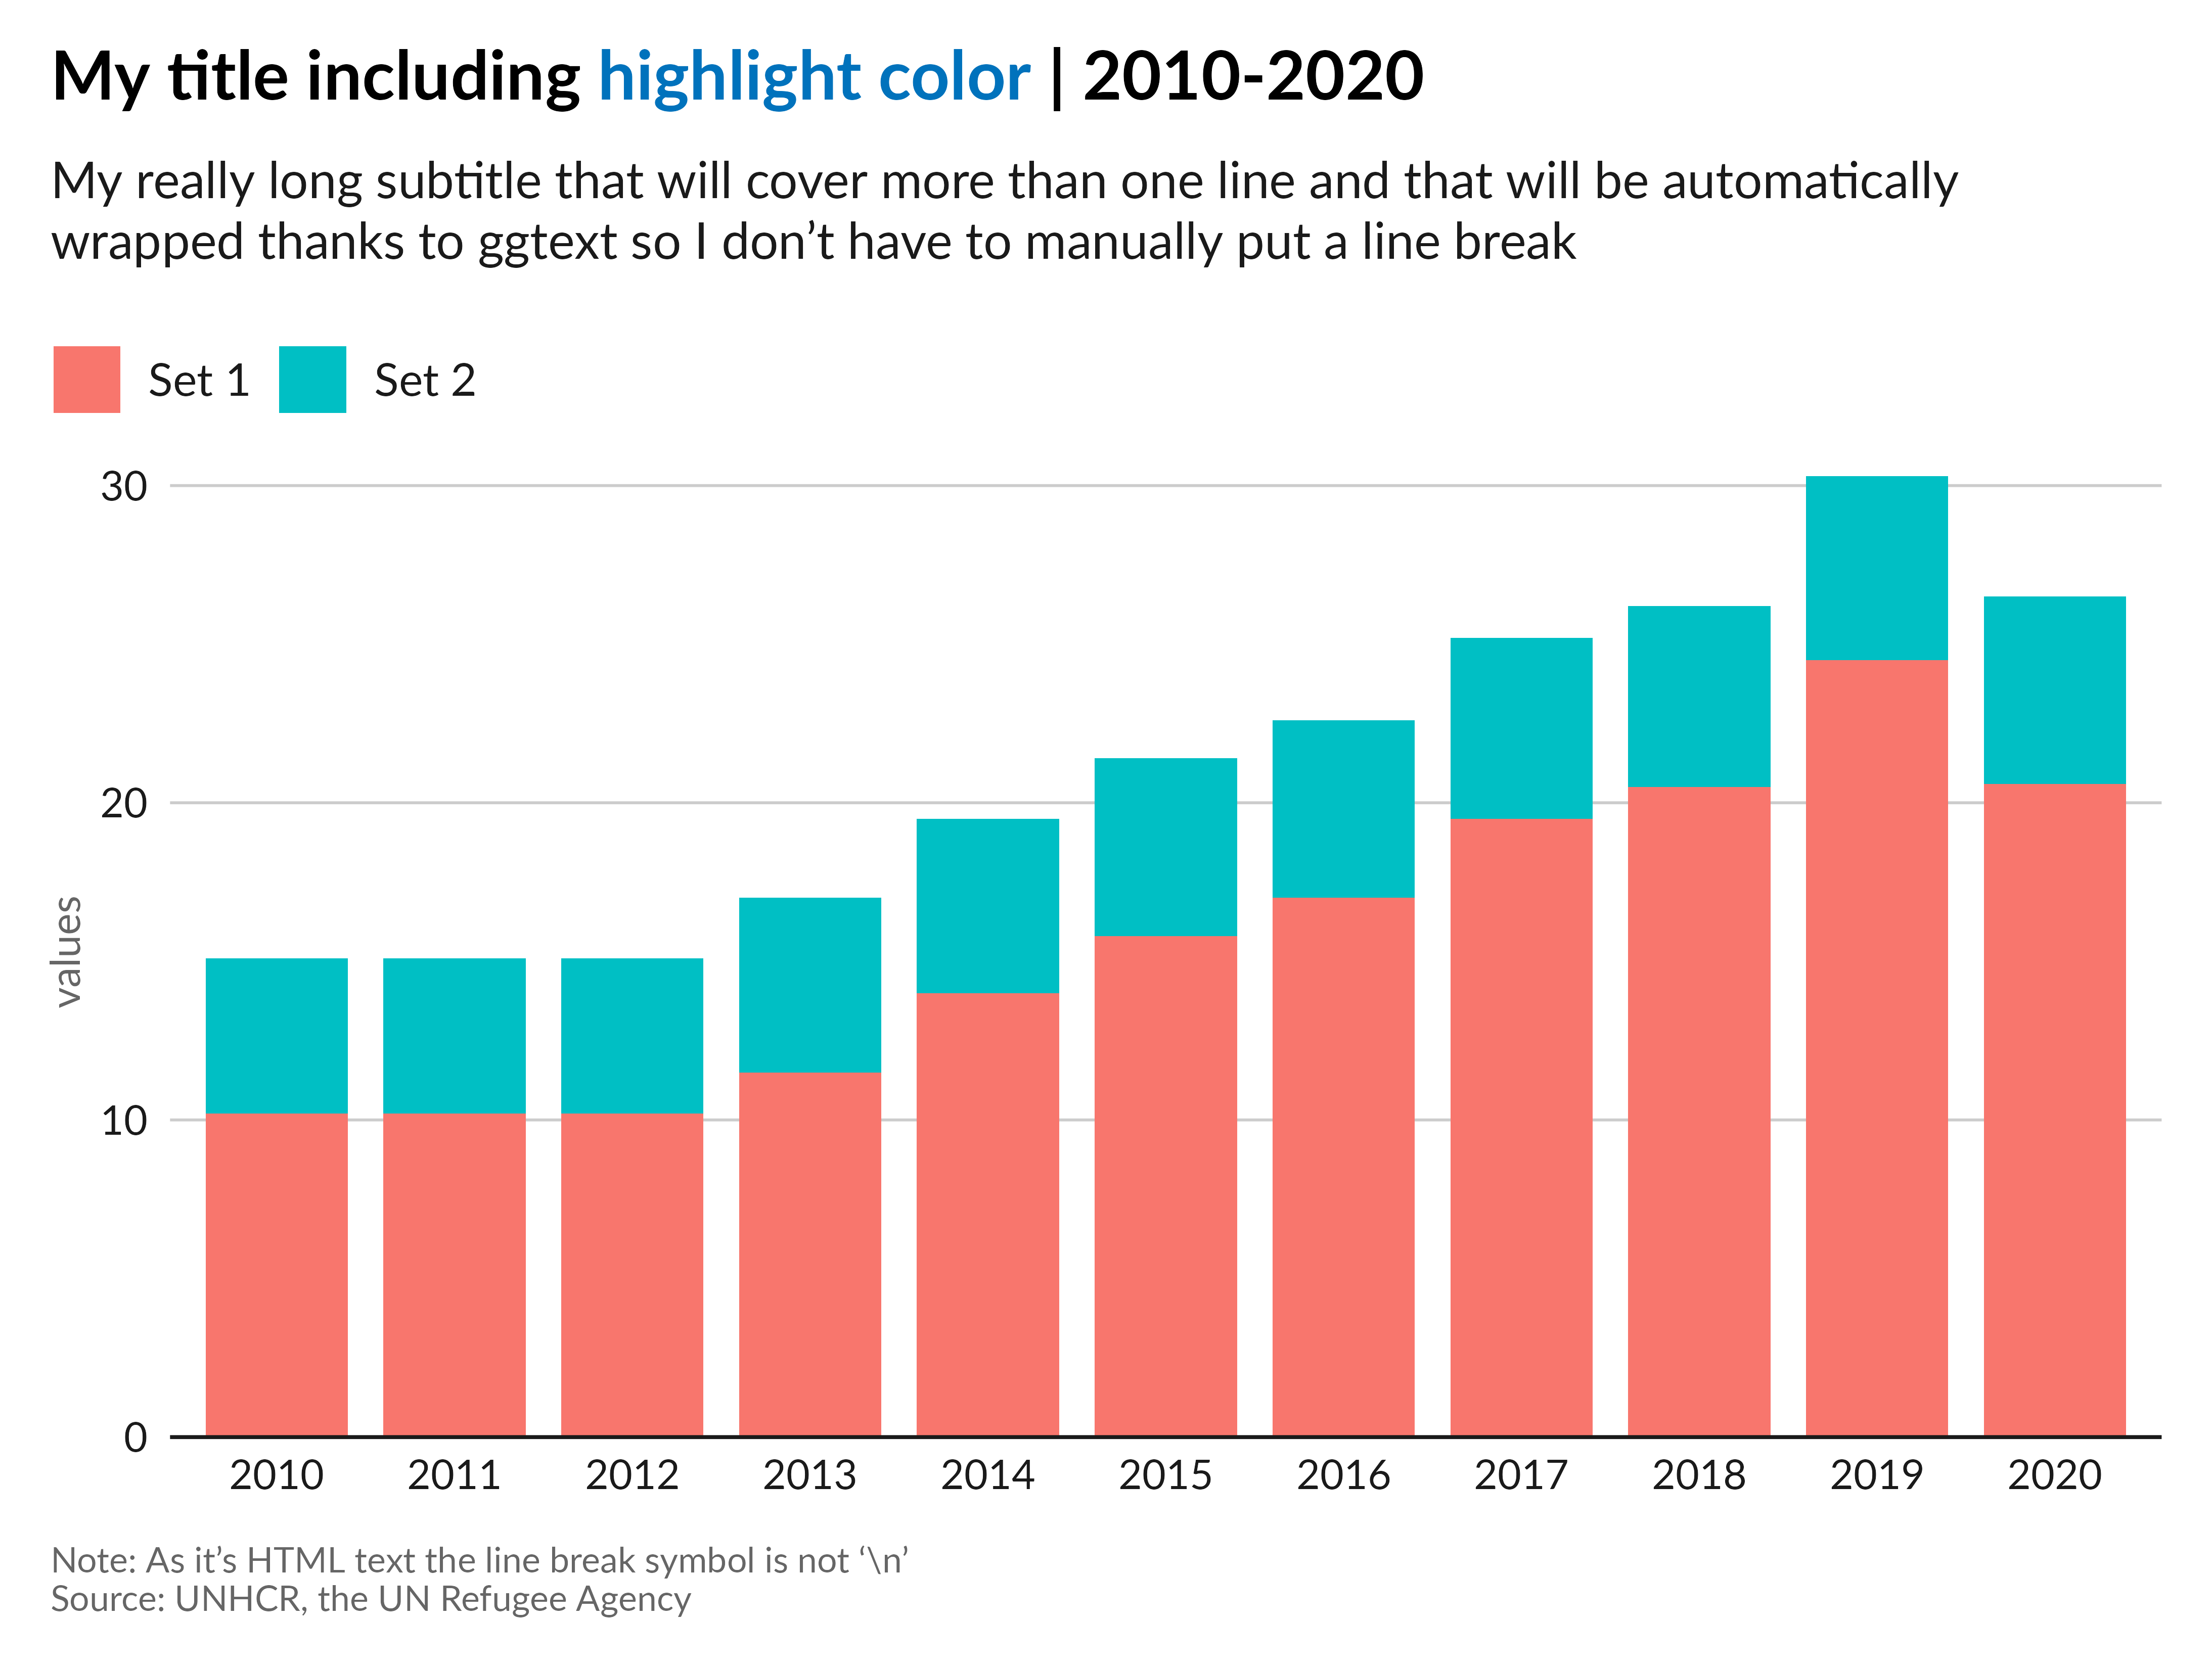 My title including highlight color | 2010-2020
My really long subtitle that will cover more than one line and that will be automatically
wrapped thanks to ggtext so I don’t have to manually put a line break
Set 1 Set 2
30
20
values
10
0
2010 2011 2012 2013 2014 2015 2016 2017 2018 2019 2020
Note: As it’s HTML text the line break symbol is not ‘\n’
Source: UNHCR, the UN Refugee Agency